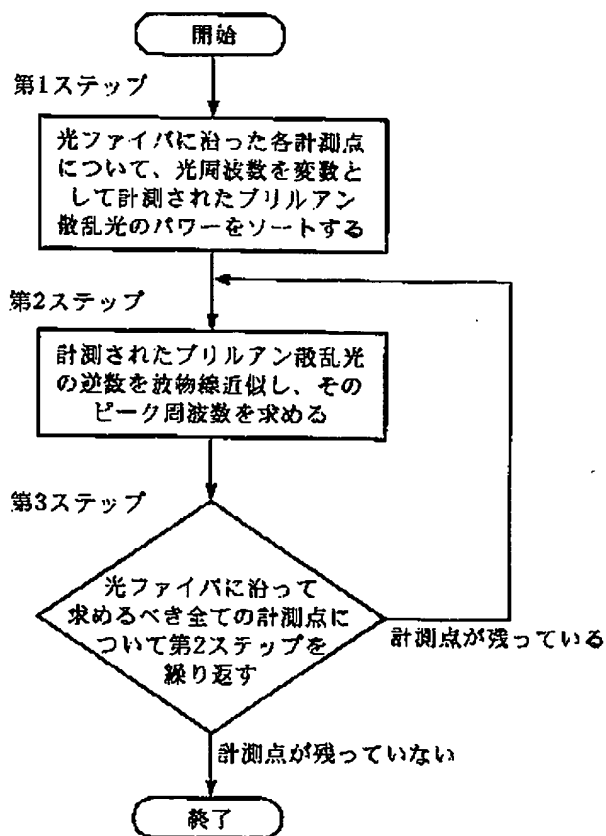 開始
第1ステップ
光ファイバに沿った各計測点
について、光周波数を変数と
して計測されたブリルアン
散乱光のパワーをソートする
第2ステップ
計測されたブリルアン散乱光
の逆数を放物線近似し、その
ピーク周波数を求める
第3ステップ
光ファイバに沿って
求めるべき全ての計測点に
ついて第2ステップを
繰り返す
計測点が残っている
計測点が残っていない
終了